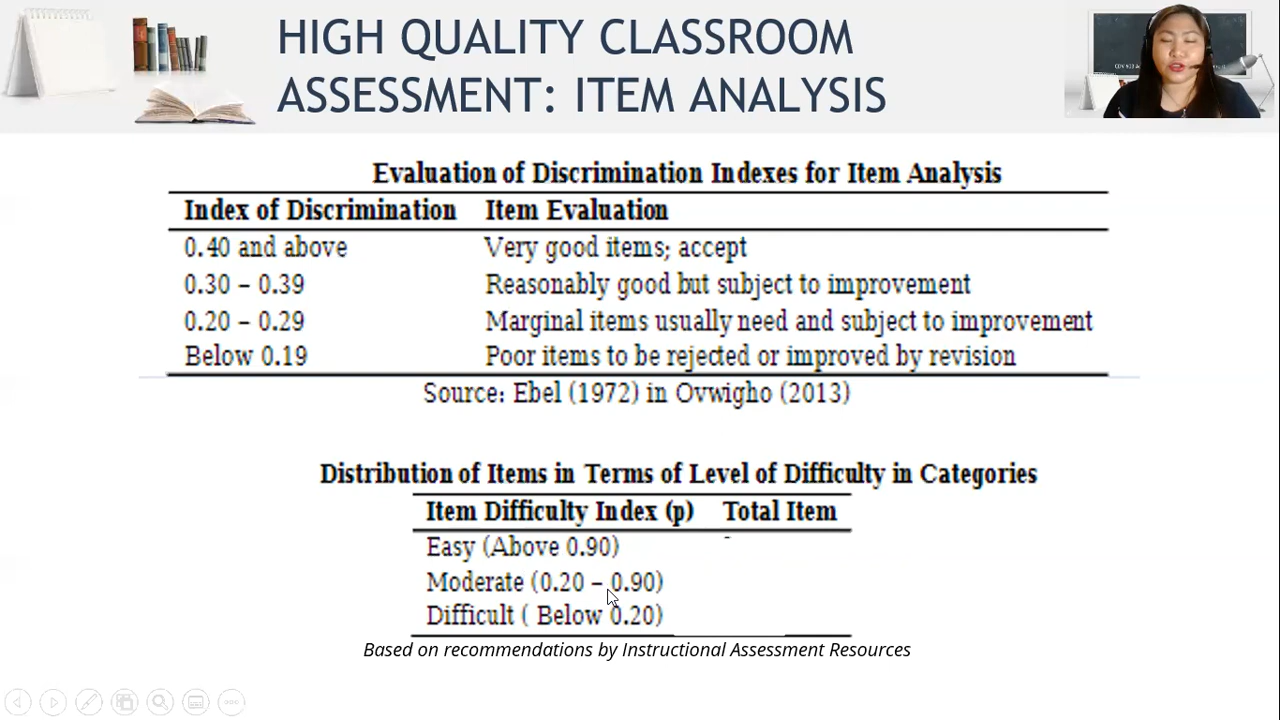 HIGH QUALITY CLASSROOM
ASSESSMENT: ITEM ANALYSIS
Evaluation of Discrimination Indexes for Item Analysis
Index of Discrimination Item Evaluation
0.40 and above Very good items; accept
0.30 – 0.39 Reasonably good but subject to improvement
0.20 – 0.29 Marginal items usually need and subject to improvement
Below 0.19 Poor items to be rejected or improved by revision
Source: Ebel (1972) in Ovwigho (2013)
Distribution of Items in Terms of Level of Difficulty in Categories
Item Difficulty Index (p) Total Item
Easy (Above 0.90) -
Moderate (0.20 – 0.90)
Difficult ( Below 0.20)
Based on recommendations by Instructional Assessment Resources